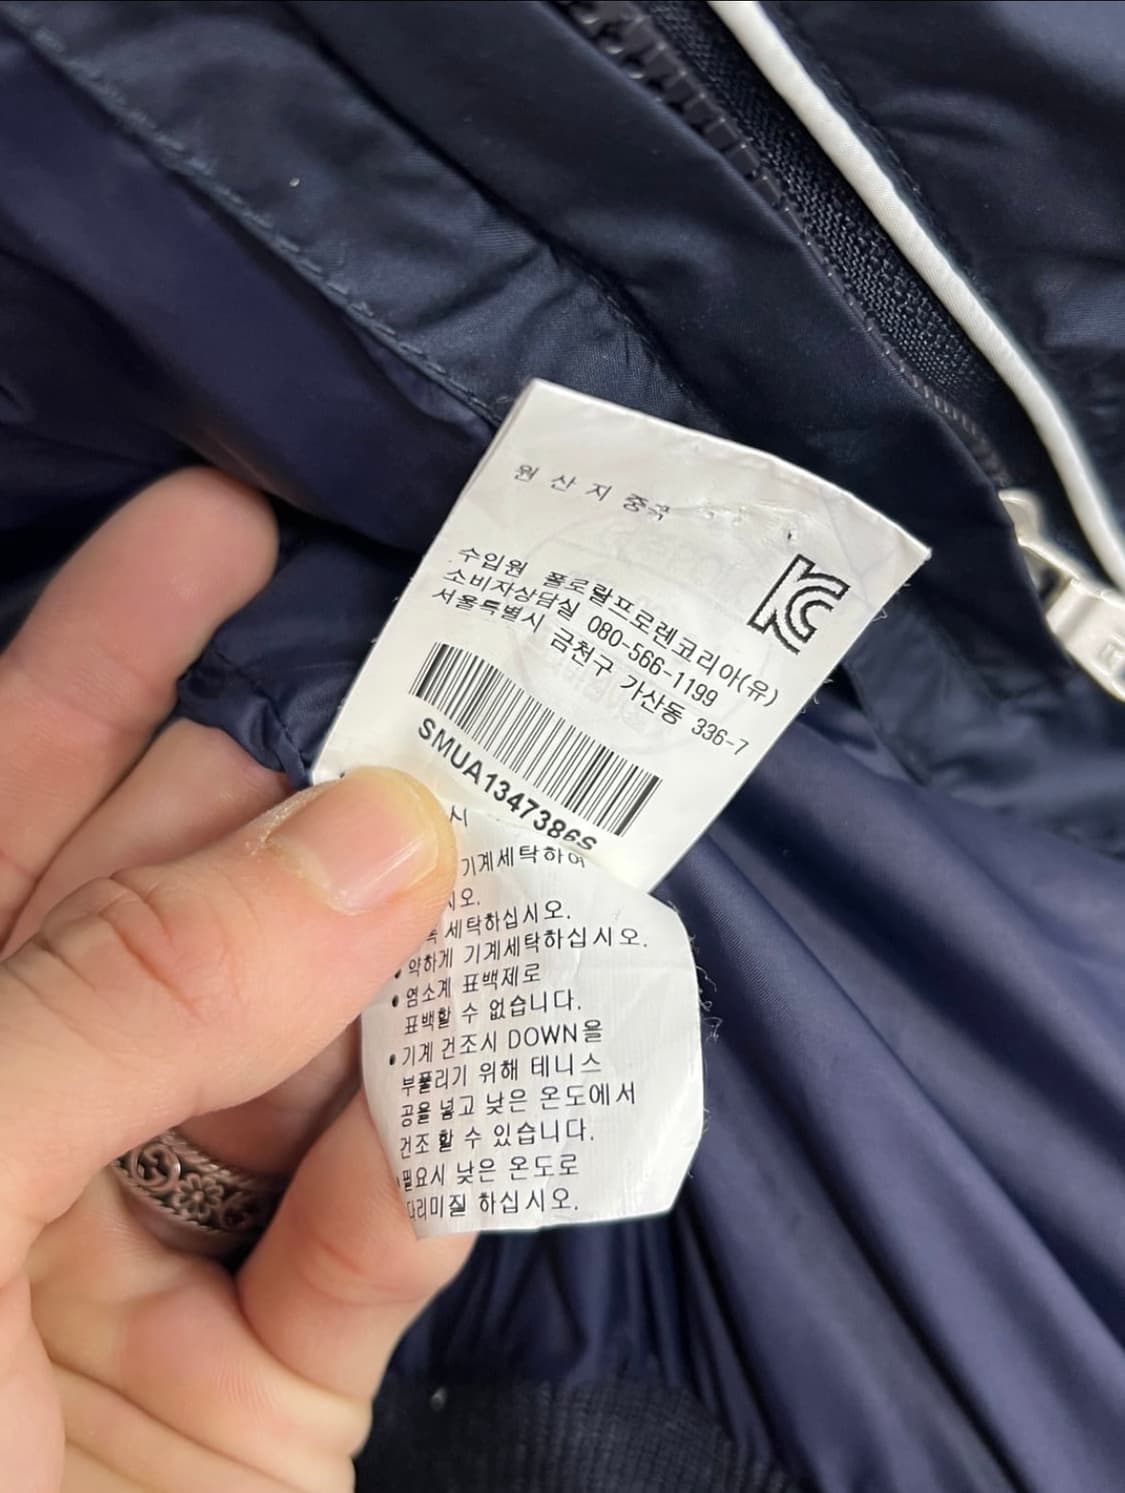 원 산 지 중국
KC
수입원 폴로랄프로렌코리아(유)
소비자상담실 080-566-1199
서울특별시 금천구 가산동 336-7
SMUA1347386S
시
기계세탁하여
시오.
세탁하십시오.
• 약하게 기계세탁하십시오.
• 염소계 표백제로
표백할 수 없습니다.
• 기계 건조시 DOWN을
부풀리기 위해 테니스
공을 넣고 낮은 온도에서
건조 할 수 있습니다.
• 필요시 낮은 온도로
다리미질 하십시오.